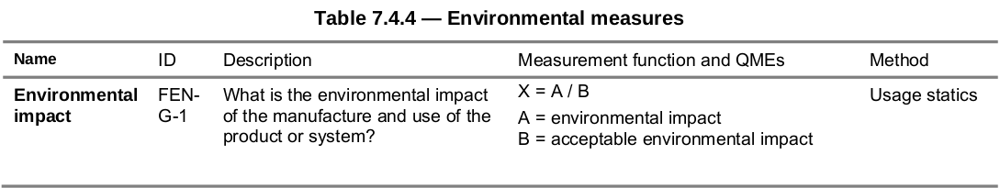 Table 7.4.4 — Environmental measures
Name ID Description Measurement function and QMEs Method
Environmental impact
FEN-G-1
What is the environmental impact
of the manufacture and use of the
product or system?
X = A / B
A = environmental impact
B = acceptable environmental impact
Usage statics